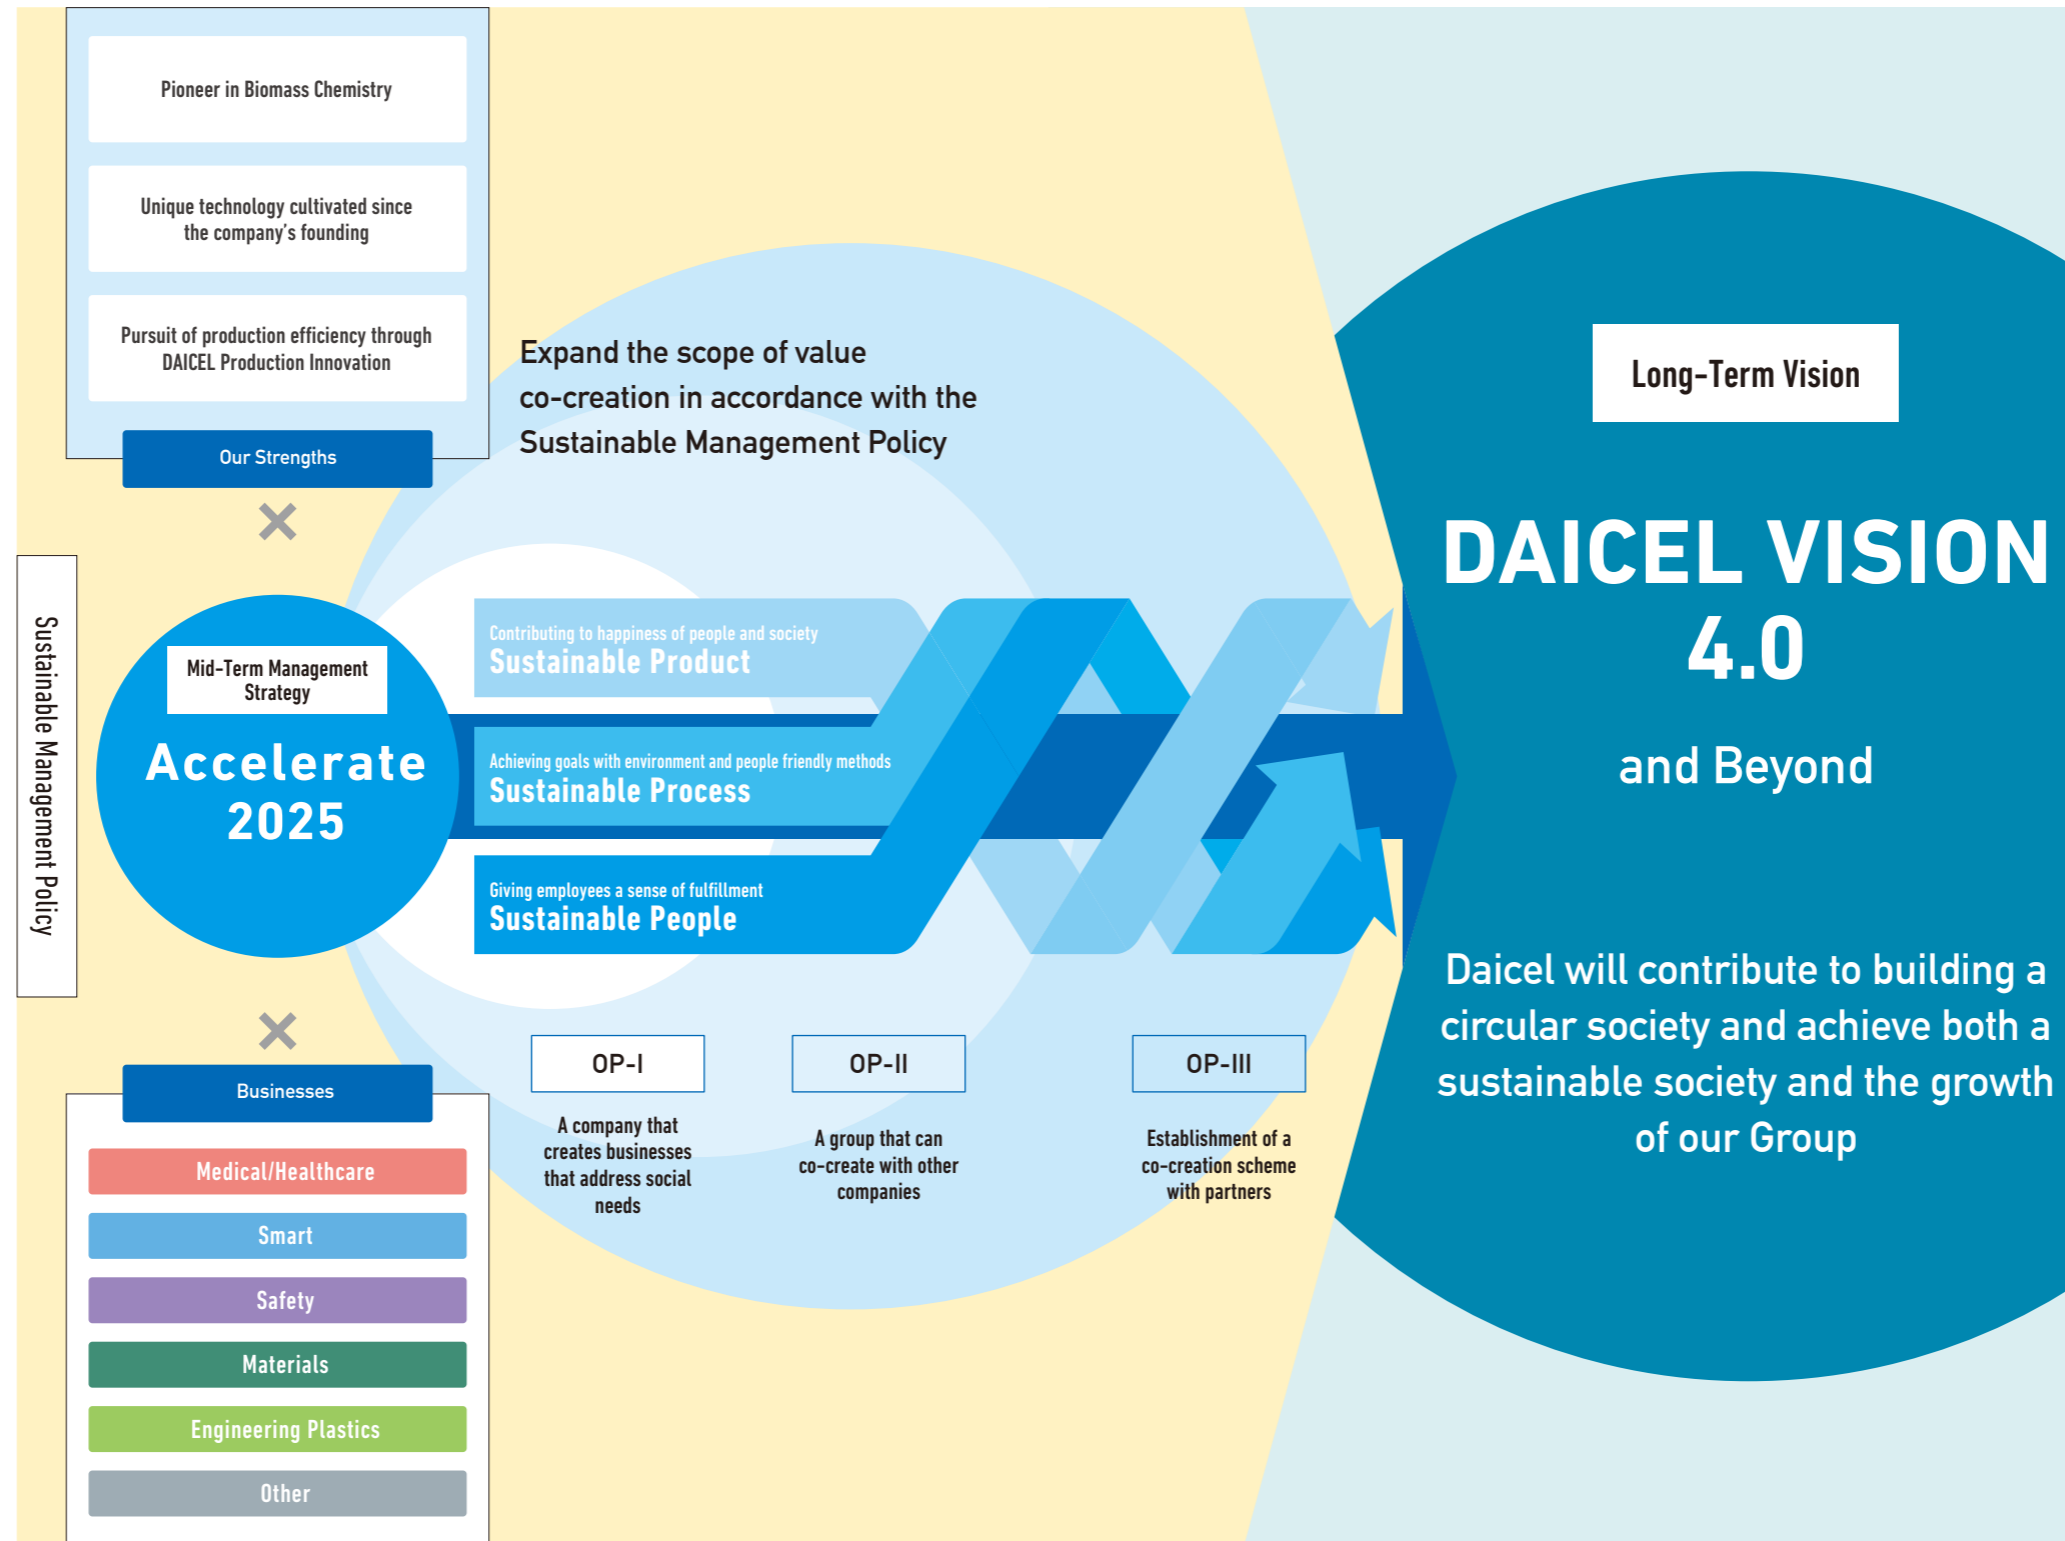 Pioneer in Biomass Chemistry
Unique technology cultivated since
the company's founding
Pursuit of production efficiency through
DAICEL Production Innovation
Our Strengths
Sustainable Management Policy
Mid-Term Management
Strategy
Accelerate
2025
Businesses
Medical/Healthcare
Smart
Safety
Materials
Engineering Plastics
Other
Expand the scope of value
co-creation in accordance with the
Sustainable Management Policy
Contributing to happiness of people and society
Sustainable Product
Achieving goals with environment and people friendly methods
Sustainable Process
Giving employees a sense of fulfillment
Sustainable People
OP-I
A company that
creates businesses
that address social
needs
OP-II
A group that can
co-create with other
companies
OP-III
Establishment of a
co-creation scheme
with partners
Long-Term Vision
DAICEL VISION
4.0
and Beyond
Daicel will contribute to building a
circular society and achieve both a
sustainable society and the growth
of our Group